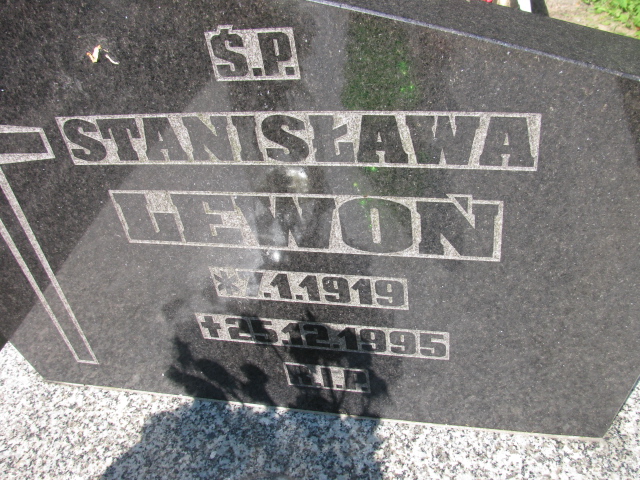 Ś.P.
STANISŁAWA
LEWOŃ
*7.1.1919
†25.12.1995
R.I.P.